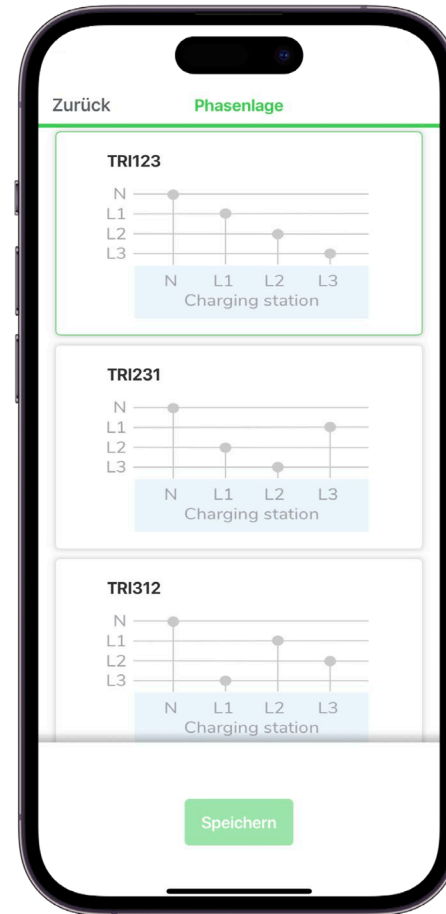 Zurück Phasenlage
TRI123
N
L1
L2
L3
N L1 L2 L3
Charging station
TRI231
N
L1
L2
L3
N L1 L2 L3
Charging station
TRI312
N
L1
L2
L3
N L1 L2 L3
Charging station
Speichern